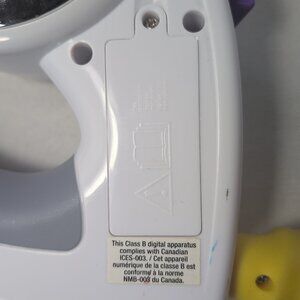 This Class B digital apparatus
complies with Canadian
ICES-003. / Cet appareil
numérique de la classe B est
conforme à la norme
NMB-003 du Canada.